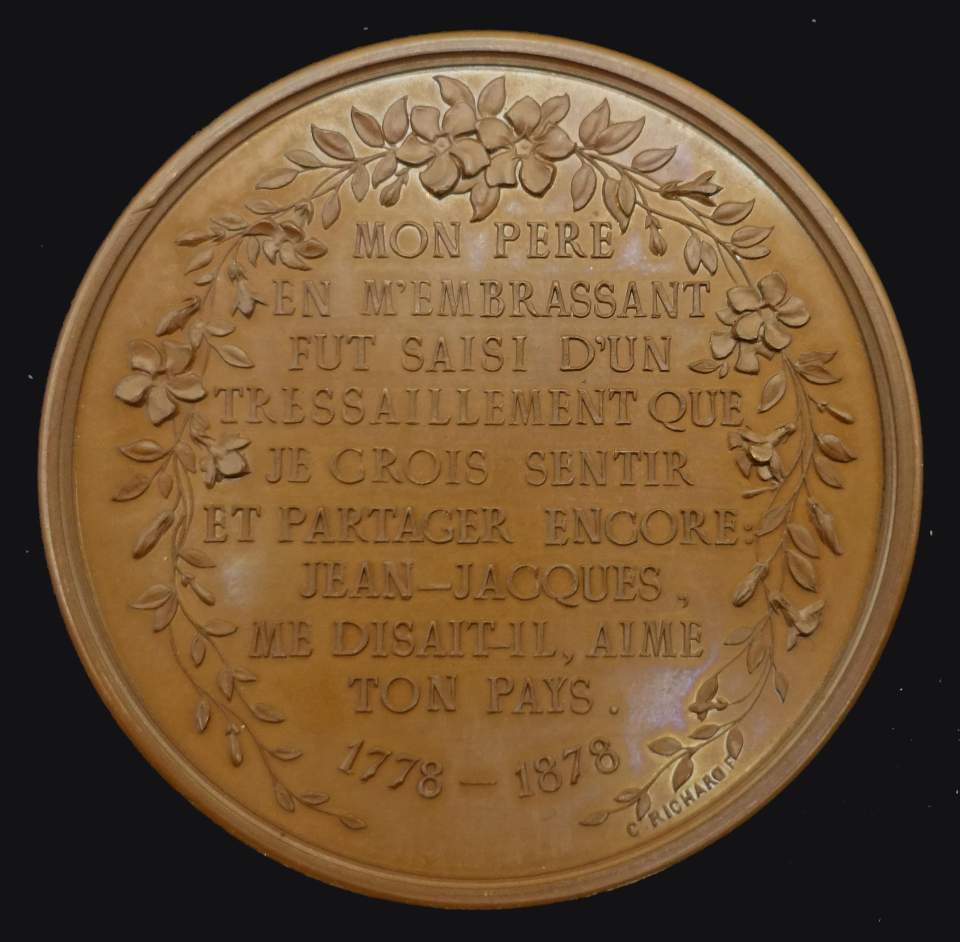 MON PERE
EN M'EMBRASSANT
FUT SAISI D'UN
TRESSAILLEMENT QUE
JE CROIS SENTIR
ET PARTAGER ENCORE:
JEAN-JACQUES,
ME DISAIT-IL, AIME
TON PAYS.
1778-1878
C RICHARD F